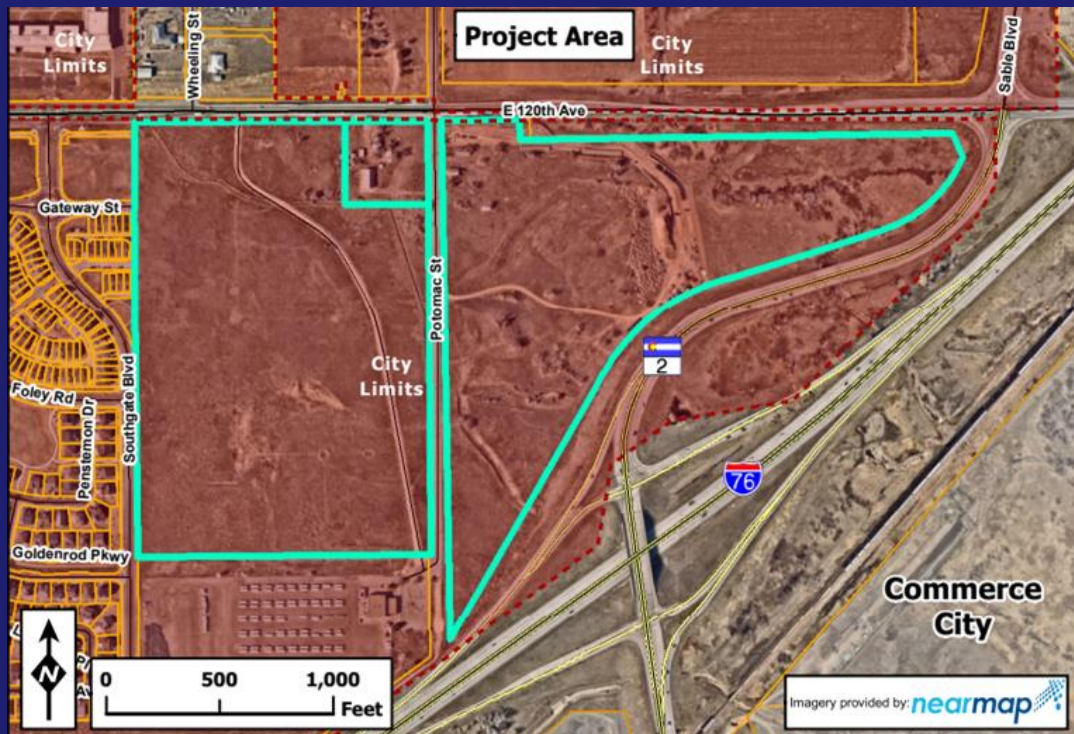 Project Area
City
Limits
Wheeling St
City
Limits
Sable Blvd
E 120th Ave
Gateway St
Potomac St
City
Limits
2
Foley Rd
Southgate Blvd
Penstemon Dr
76
Goldenrod Pkwy
Commerce
City
N
0 500 1,000
Feet
Imagery provided by: nearmap